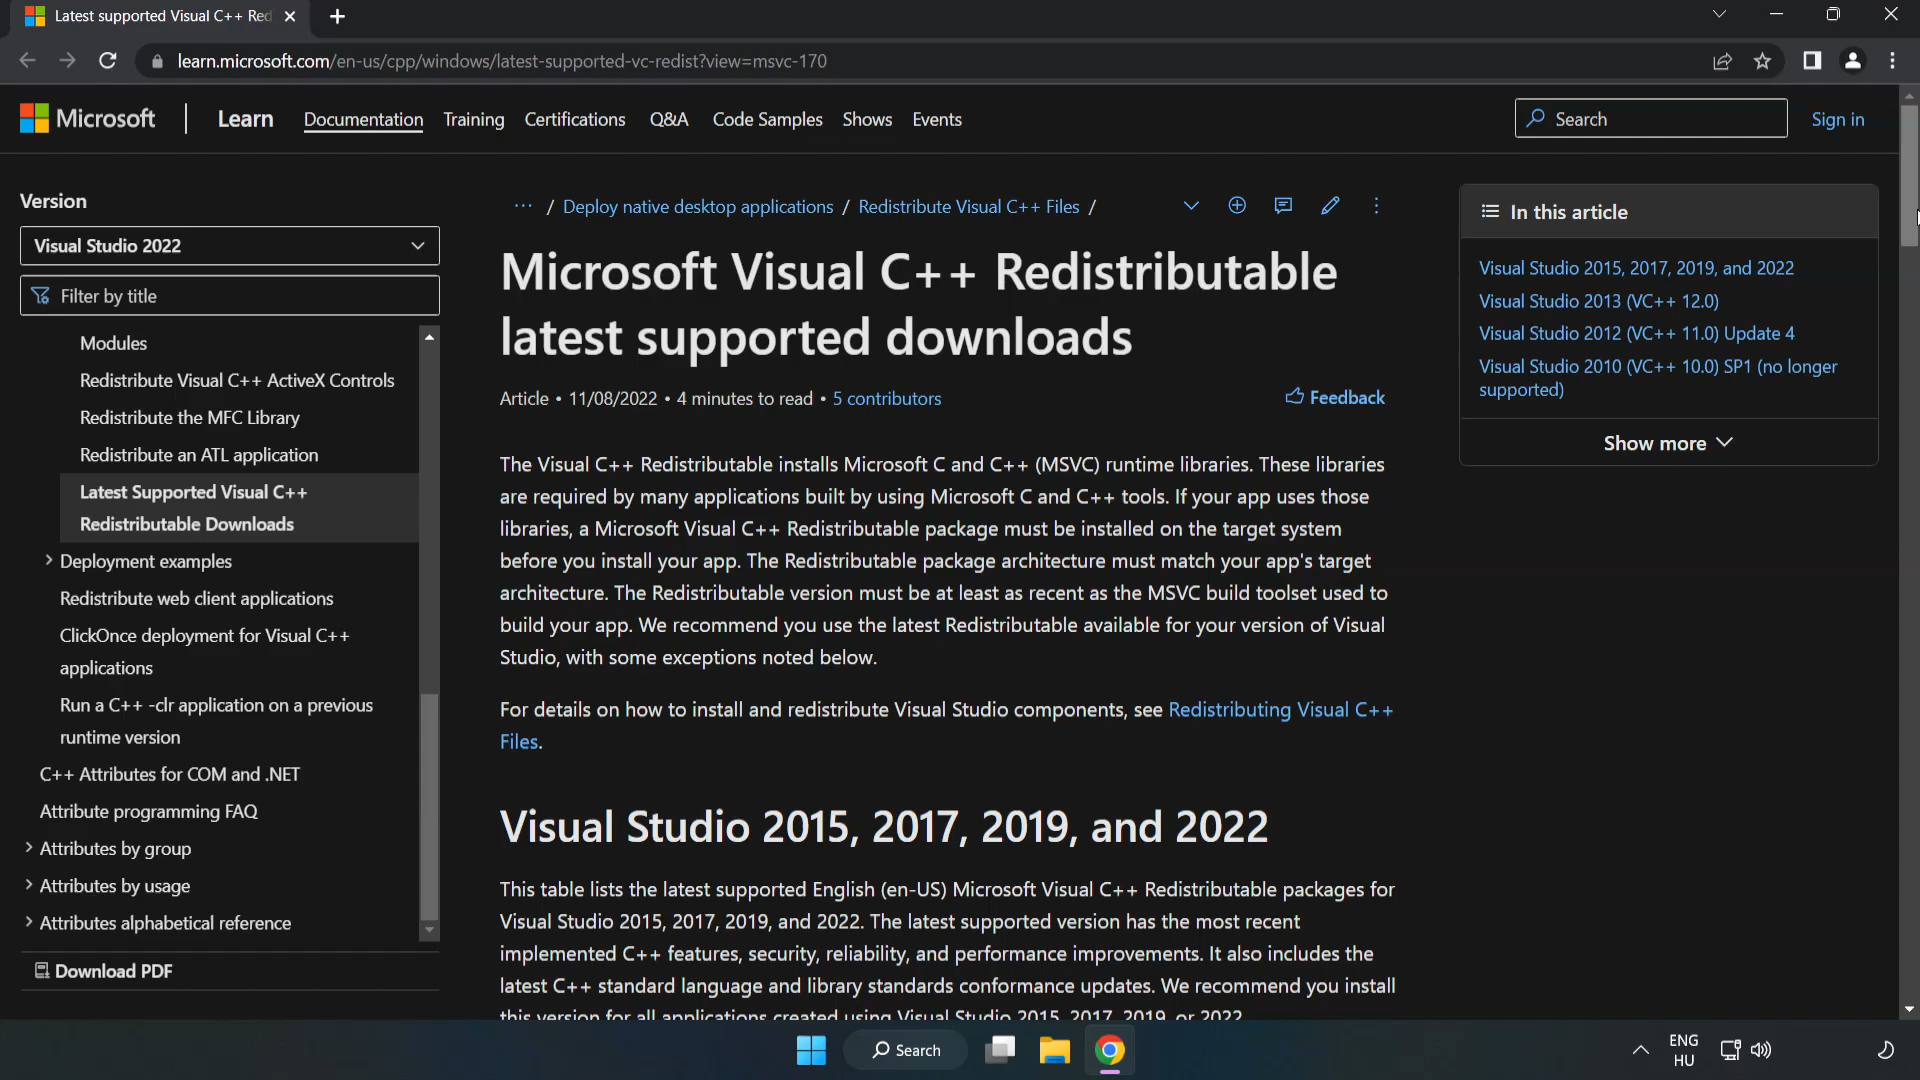 Latest supported Visual C++ Red
learn.microsoft.com/en-us/cpp/windows/latest-supported-vc-redist?view=msvc-170
Microsoft
Learn
Documentation
Training
Certifications
Q&A
Code Samples
Shows
Events
Search
Sign in
Version
Visual Studio 2022
Filter by title
Modules
Redistribute Visual C++ ActiveX Controls
Redistribute the MFC Library
Redistribute an ATL application
Latest Supported Visual C++
Redistributable Downloads
Deployment examples
Redistribute web client applications
ClickOnce deployment for Visual C++
applications
Run a C++ -clr application on a previous
runtime version
C++ Attributes for COM and .NET
Attribute programming FAQ
Attributes by group
Attributes by usage
Attributes alphabetical reference
Download PDF
··· / Deploy native desktop applications / Redistribute Visual C++ Files /
Microsoft Visual C++ Redistributable
latest supported downloads
Article • 11/08/2022 • 4 minutes to read • 5 contributors
Feedback
The Visual C++ Redistributable installs Microsoft C and C++ (MSVC) runtime libraries. These libraries
are required by many applications built by using Microsoft C and C++ tools. If your app uses those
libraries, a Microsoft Visual C++ Redistributable package must be installed on the target system
before you install your app. The Redistributable package architecture must match your app's target
architecture. The Redistributable version must be at least as recent as the MSVC build toolset used to
build your app. We recommend you use the latest Redistributable available for your version of Visual
Studio, with some exceptions noted below.
For details on how to install and redistribute Visual Studio components, see Redistributing Visual C++
Files.
Visual Studio 2015, 2017, 2019, and 2022
This table lists the latest supported English (en-US) Microsoft Visual C++ Redistributable packages for
Visual Studio 2015, 2017, 2019, and 2022. The latest supported version has the most recent
implemented C++ features, security, reliability, and performance improvements. It also includes the
latest C++ standard language and library standards conformance updates. We recommend you install
this version for all applications created using Visual Studio 2015, 2017, 2019, or 2022.
In this article
Visual Studio 2015, 2017, 2019, and 2022
Visual Studio 2013 (VC++ 12.0)
Visual Studio 2012 (VC++ 11.0) Update 4
Visual Studio 2010 (VC++ 10.0) SP1 (no longer
supported)
Show more
Search
ENG
HU